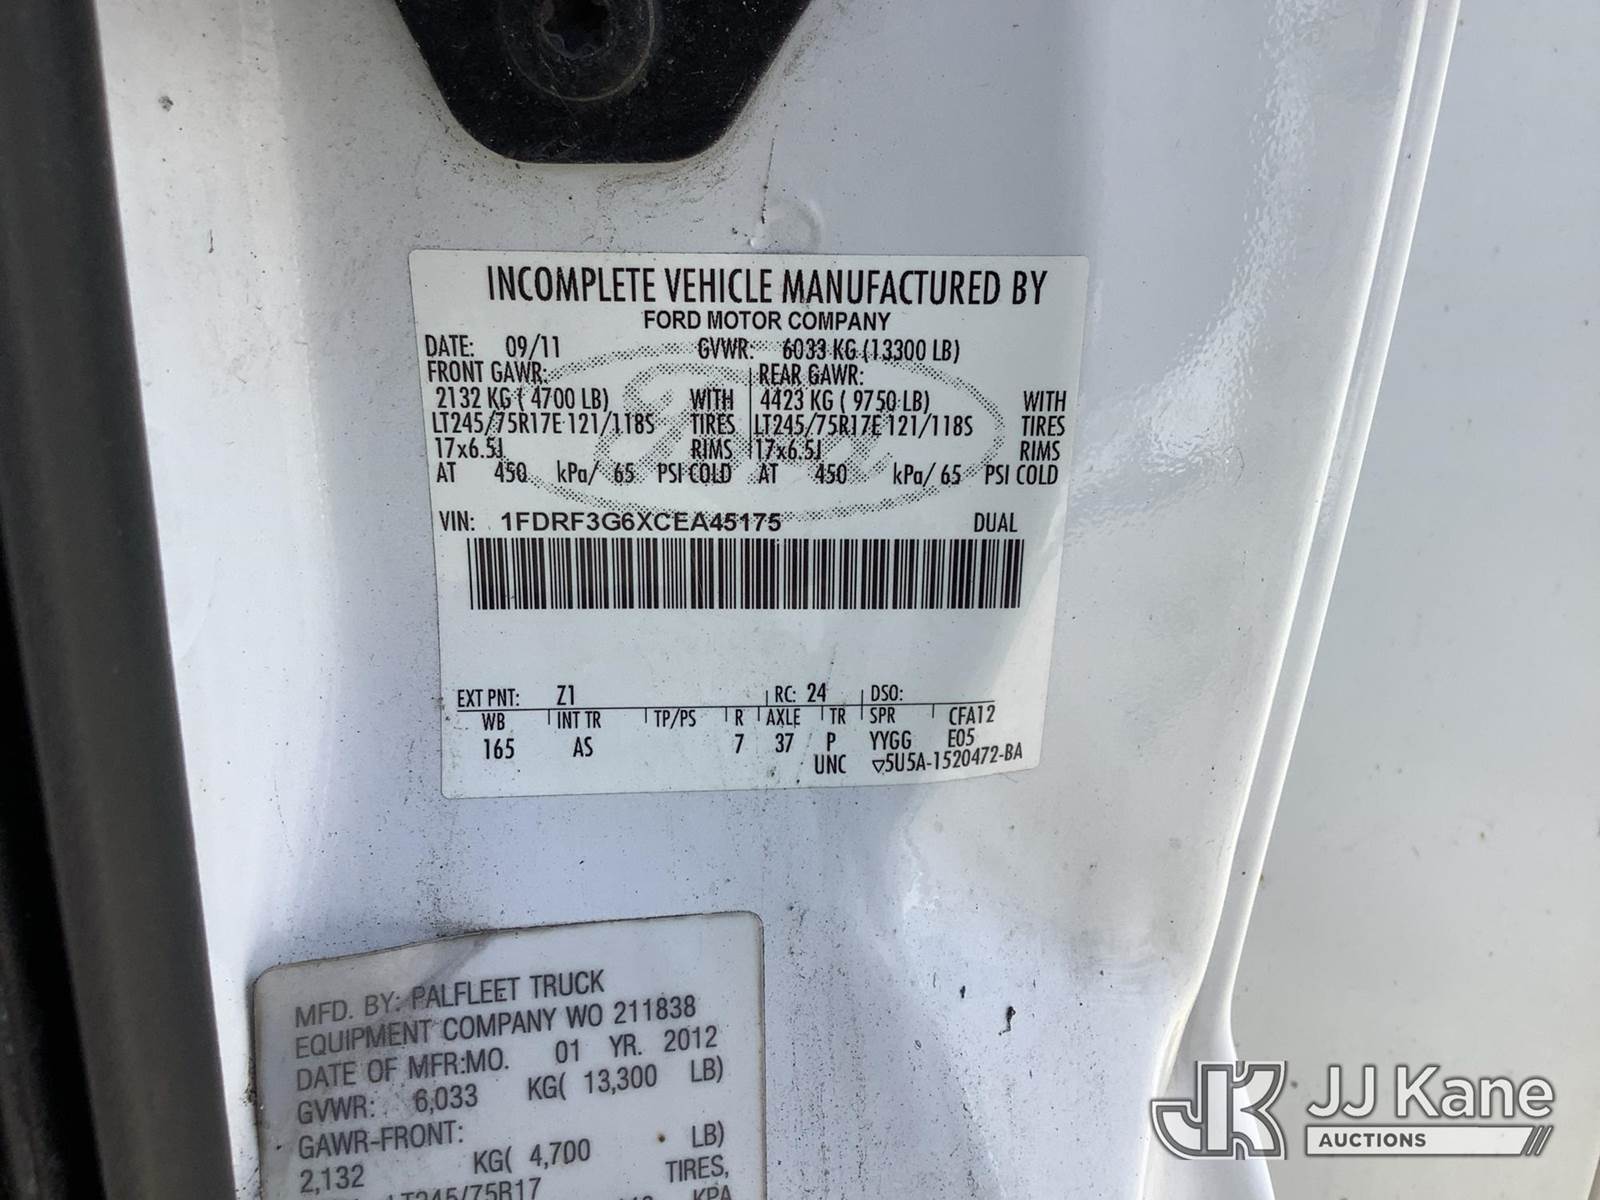 INCOMPLETE VEHICLE MANUFACTURED BY
FORD MOTOR COMPANY
DATE: 09/11 GVWR: 6033 KG (13300 LB)
FRONT GAWR: REAR GAWR:
2132 KG ( 4700 LB) WITH 4423 KG ( 9750 LB) WITH
LT245/75R17E 121/118S TIRES LT245/75R17E 121/118S TIRES
17x6.5J RIMS 17x6.5J RIMS
AT 450 kPa/ 65 PSI COLD AT 450 kPa/ 65 PSI COLD
VIN: 1FDRF3G6XCEA45175 DUAL
EXT PNT: Z1 RC: 24 DSO:
WB INT TR TP/PS R AXLE TR SPR CFA12
165 AS 7 37 P YYGG E05
UNC ▽5U5A-1520472-BA
MFD. BY: PALFLEET TRUCK
EQUIPMENT COMPANY WO 211838
DATE OF MFR:MO. 01 YR. 2012
GVWR: 6,033 KG( 13,300 LB)
GAWR-FRONT:
2,132 KG( 4,700 LB)
LT245/75R17 TIRES,
KPA
JK JJ Kane
AUCTIONS